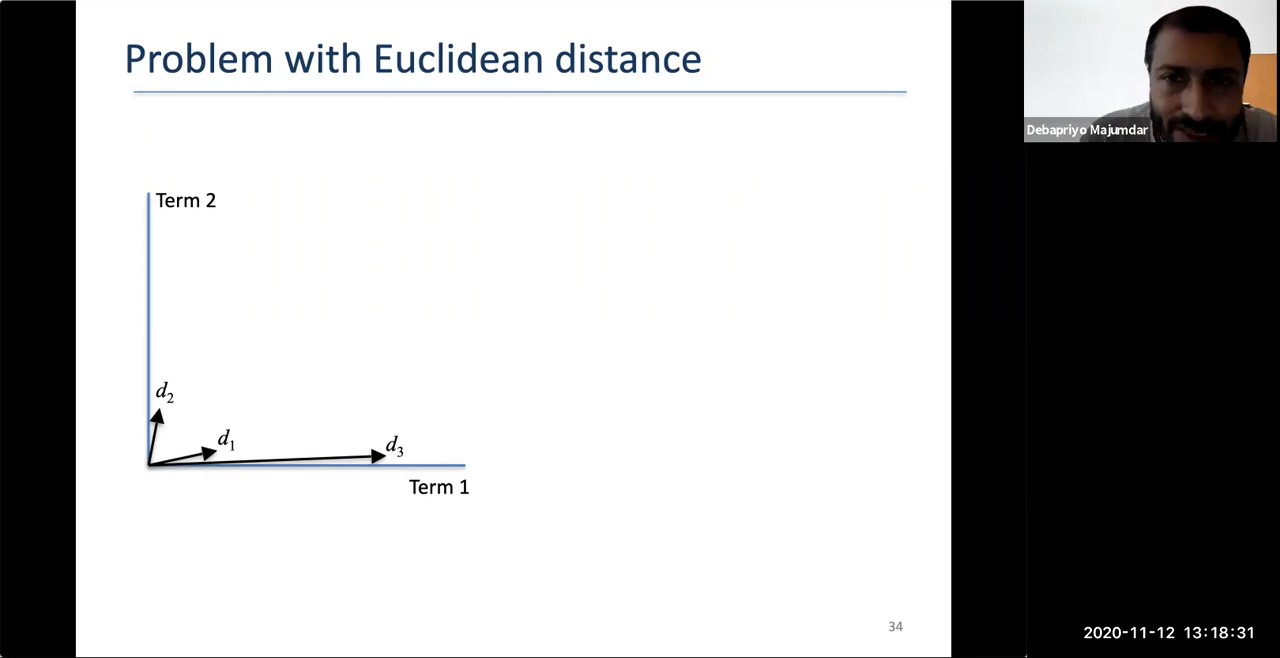 Problem with Euclidean distance
Debapriyo Majumdar
Term 2
d₂
d₁
d₃
Term 1
34
2020-11-12 13:18:31